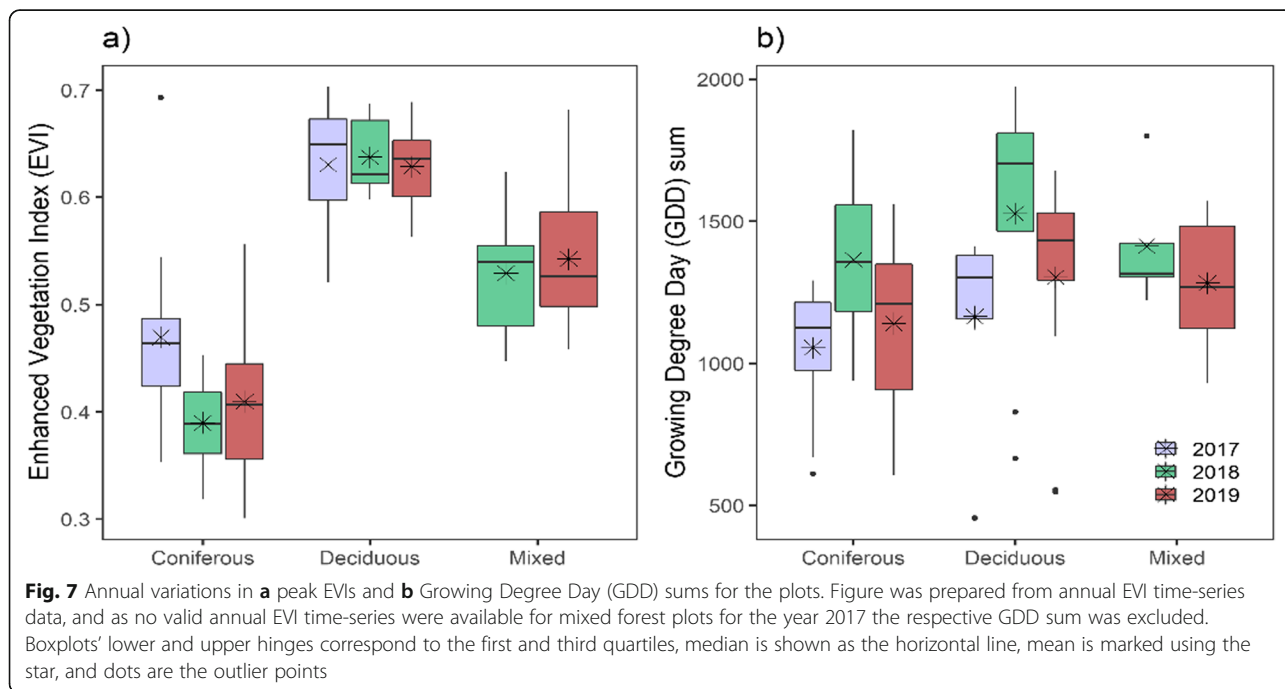 a)
Enhanced Vegetation Index (EVI)
0.7
0.6
0.5
0.4
0.3
Coniferous Deciduous Mixed
b)
Growing Degree Day (GDD) sum
2000
1500
1000
500
Coniferous Deciduous Mixed
2017
2018
2019
Fig. 7 Annual variations in a peak EVIs and b Growing Degree Day (GDD) sums for the plots. Figure was prepared from annual EVI time-series
data, and as no valid annual EVI time-series were available for mixed forest plots for the year 2017 the respective GDD sum was excluded.
Boxplots’ lower and upper hinges correspond to the first and third quartiles, median is shown as the horizontal line, mean is marked using the
star, and dots are the outlier points